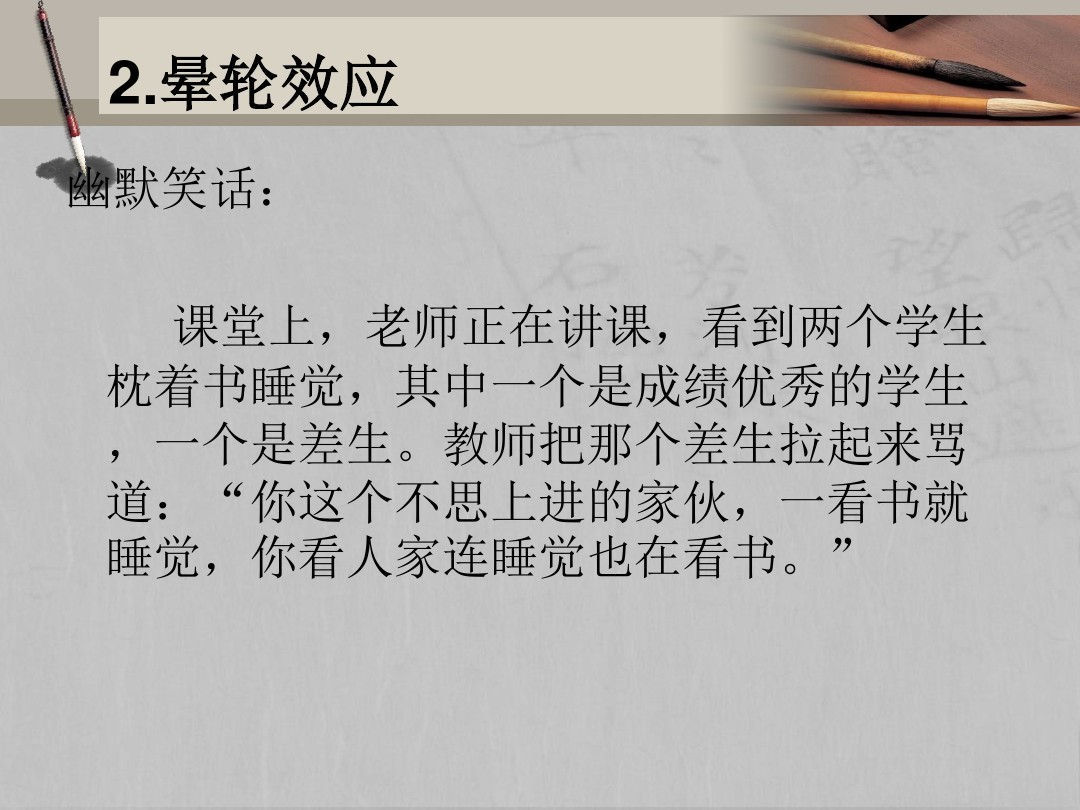 2.晕轮效应
幽默笑话：
课堂上，老师正在讲课，看到两个学生
枕着书睡觉，其中一个是成绩优秀的学生
，一个是差生。教师把那个差生拉起来骂
道：“你这个不思上进的家伙，一看书就
睡觉，你看人家连睡觉也在看书。”